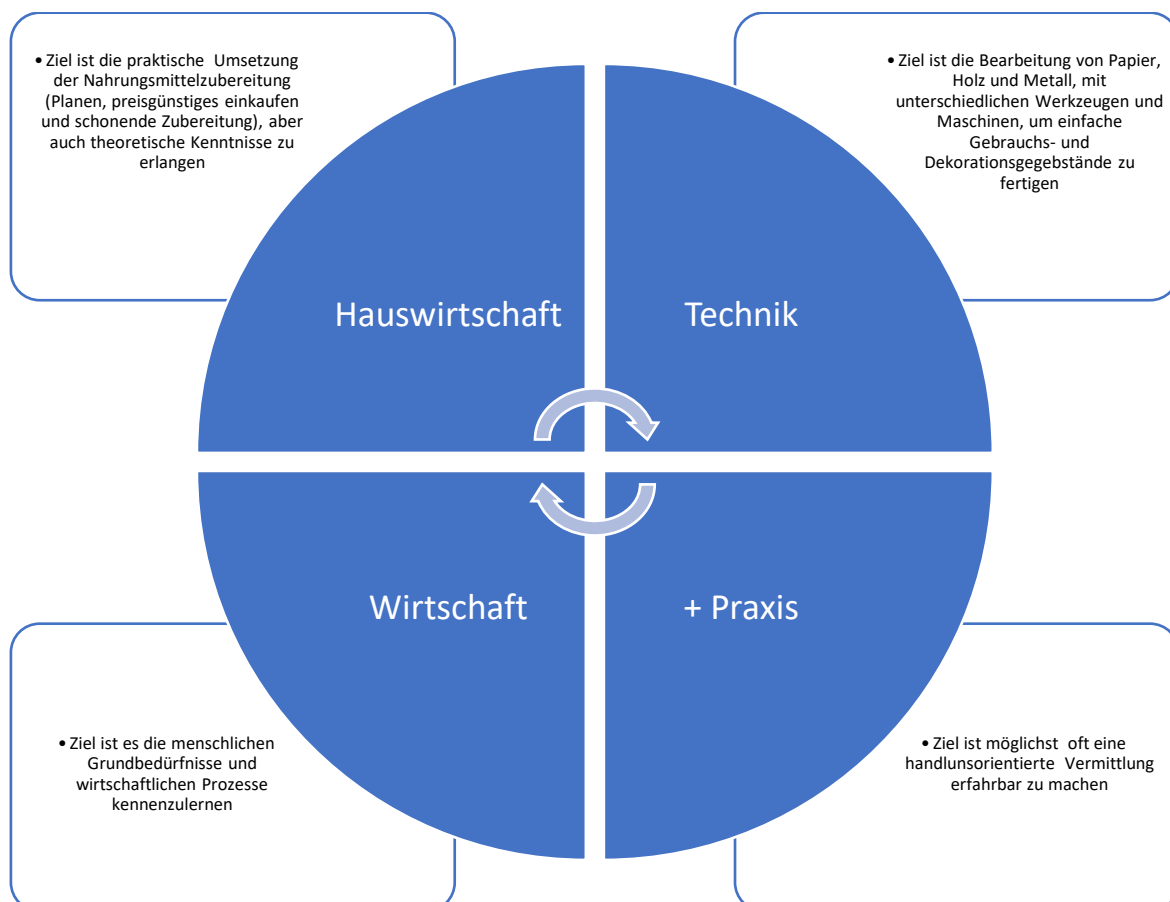 • Ziel ist die praktische Umsetzung
der Nahrungsmittelzubereitung
(Planen, preisgünstiges einkaufen
und schonende Zubereitung), aber
auch theoretische Kenntnisse zu
erlangen
• Ziel ist die Bearbeitung von Papier,
Holz und Metall, mit
unterschiedlichen Werkzeugen und
Maschinen, um einfache
Gebrauchs- und
Dekorationsgegebstände zu
fertigen
Hauswirtschaft
Technik
Wirtschaft
+ Praxis
• Ziel ist es die menschlichen
Grundbedürfnisse und
wirtschaftlichen Prozesse
kennenzulernen
• Ziel ist möglichst oft eine
handlunsorientierte Vermittlung
erfahrbar zu machen